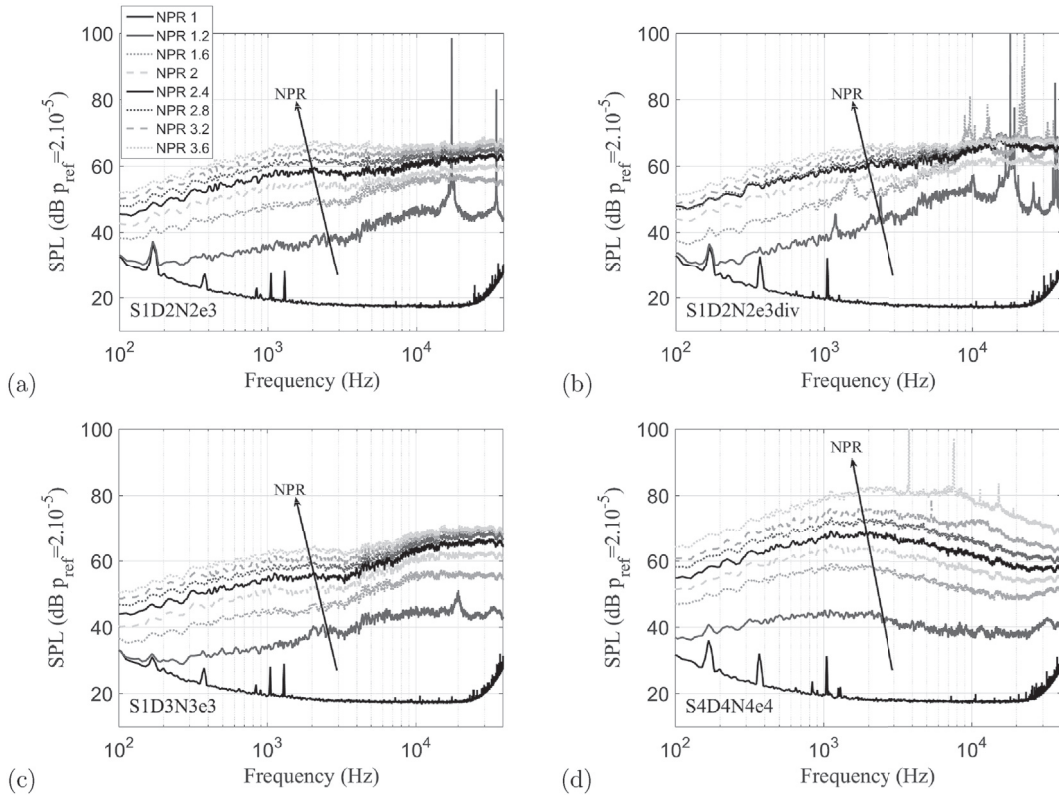 NPR 1
NPR 1.2
NPR 1.6
NPR 2
NPR 2.4
NPR 2.8
NPR 3.2
NPR 3.6
100
80
60
40
20
SPL (dB p_ref=2.10^-5)
NPR
S1D2N2e3
10^2 10^3 10^4
Frequency (Hz)
(a)
100
80
60
40
20
SPL (dB p_ref=2.10^-5)
NPR
S1D2N2e3div
10^2 10^3 10^4
Frequency (Hz)
(b)
100
80
60
40
20
SPL (dB p_ref=2.10^-5)
NPR
S1D3N3e3
10^2 10^3 10^4
Frequency (Hz)
(c)
100
80
60
40
20
SPL (dB p_ref=2.10^-5)
NPR
S4D4N4e4
10^2 10^3 10^4
Frequency (Hz)
(d)